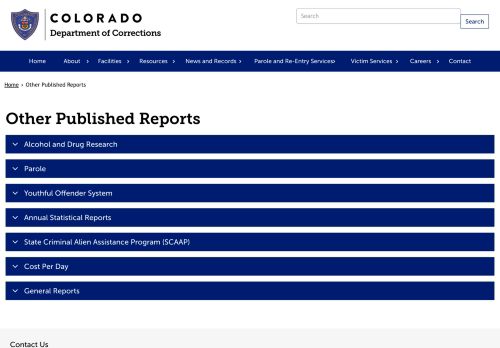 COLORADO
Department of Corrections
Search
Search
Home About Facilities Resources News and Records Parole and Re-Entry Services Victim Services Careers Contact
Home › Other Published Reports
Other Published Reports
Alcohol and Drug Research
Parole
Youthful Offender System
Annual Statistical Reports
State Criminal Alien Assistance Program (SCAAP)
Cost Per Day
General Reports
Contact Us